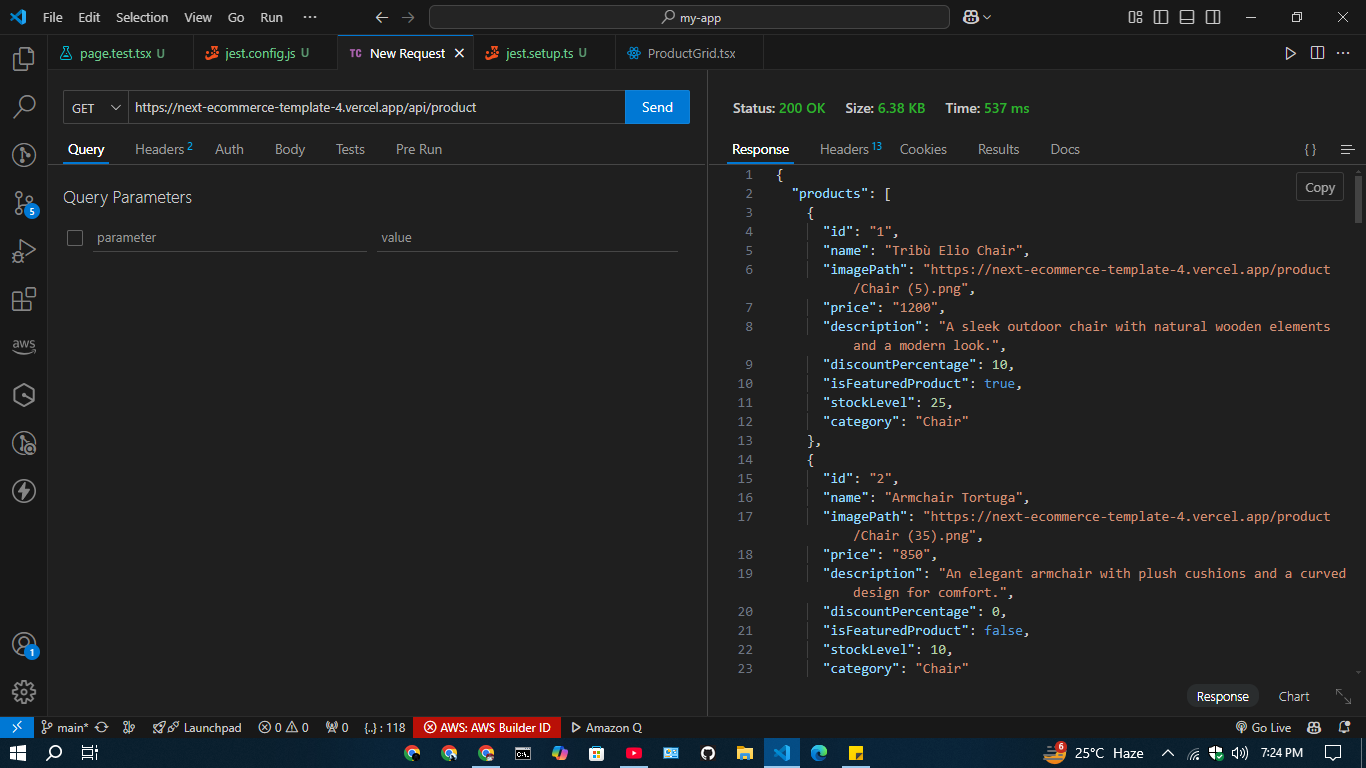 File Edit Selection View Go Run ··· my-app
page.test.tsx U jest.config.js U TC New Request jest.setup.ts U ProductGrid.tsx
GET https://next-ecommerce-template-4.vercel.app/api/product Send
Status: 200 OK Size: 6.38 KB Time: 537 ms
Query Headers 2 Auth Body Tests Pre Run
Response Headers 13 Cookies Results Docs { }
Query Parameters
parameter value
Copy
1 {
2 "products": [
3 {
4 "id": "1",
5 "name": "Tribù Elio Chair",
6 "imagePath": "https://next-ecommerce-template-4.vercel.app/product
/Chair (5).png",
7 "price": "1200",
8 "description": "A sleek outdoor chair with natural wooden elements
and a modern look.",
9 "discountPercentage": 10,
10 "isFeaturedProduct": true,
11 "stockLevel": 25,
12 "category": "Chair"
13 },
14 {
15 "id": "2",
16 "name": "Armchair Tortuga",
17 "imagePath": "https://next-ecommerce-template-4.vercel.app/product
/Chair (35).png",
18 "price": "850",
19 "description": "An elegant armchair with plush cushions and a curved
design for comfort.",
20 "discountPercentage": 0,
21 "isFeaturedProduct": false,
22 "stockLevel": 10,
23 "category": "Chair"
5
aws
1
Response Chart
main* Launchpad 0 0 0 {..} : 118 AWS: AWS Builder ID Amazon Q Go Live
6 25°C Haze 7:24 PM